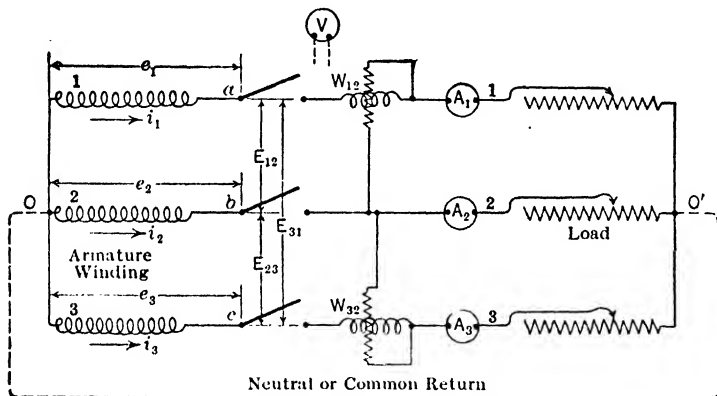 V
e1
1
a
W12
A1
1
i1
E12
e2
O
2
b
A2
2
O'
i2
E31
Load
Armature
Winding
E23
e3
3
c
W32
A3
3
i3
Neutral or Common Return